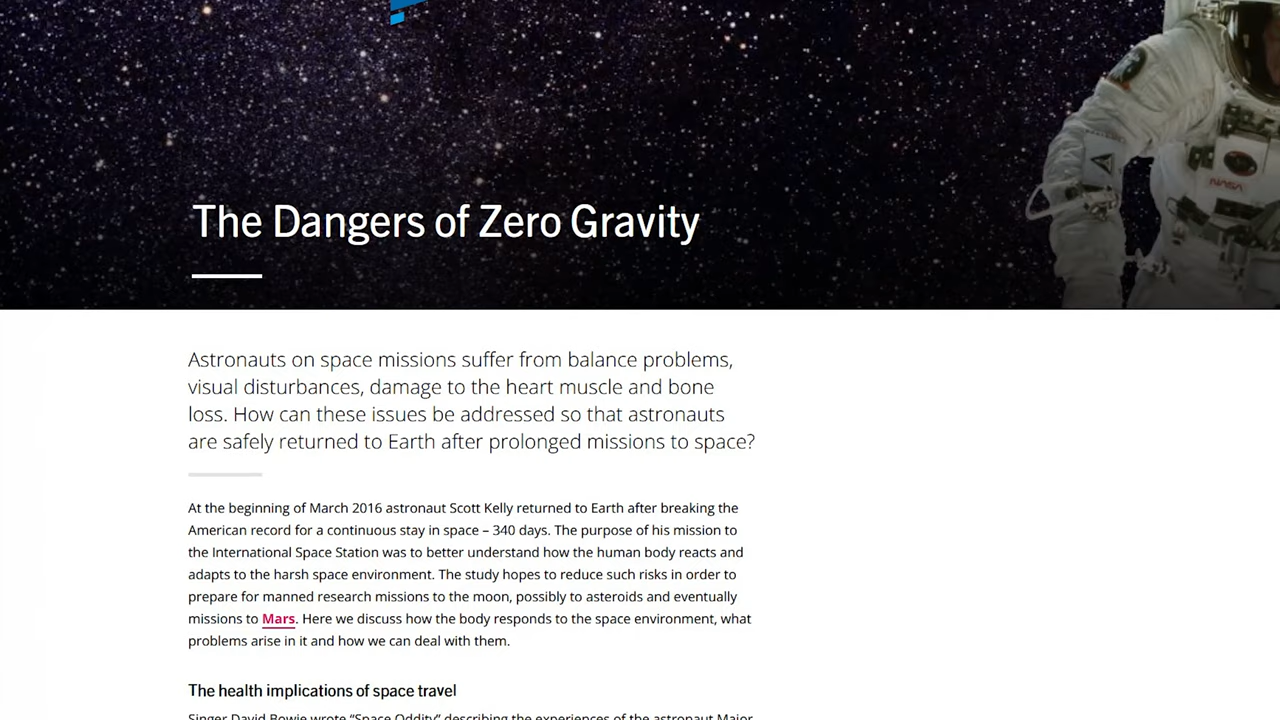 NASA
The Dangers of Zero Gravity
Astronauts on space missions suffer from balance problems,
visual disturbances, damage to the heart muscle and bone
loss. How can these issues be addressed so that astronauts
are safely returned to Earth after prolonged missions to space?
At the beginning of March 2016 astronaut Scott Kelly returned to Earth after breaking the
American record for a continuous stay in space – 340 days. The purpose of his mission to
the International Space Station was to better understand how the human body reacts and
adapts to the harsh space environment. The study hopes to reduce such risks in order to
prepare for manned research missions to the moon, possibly to asteroids and eventually
missions to Mars. Here we discuss how the body responds to the space environment, what
problems arise in it and how we can deal with them.
The health implications of space travel
Singer David Bowie wrote “Space Oddity” describing the experiences of the astronaut Major